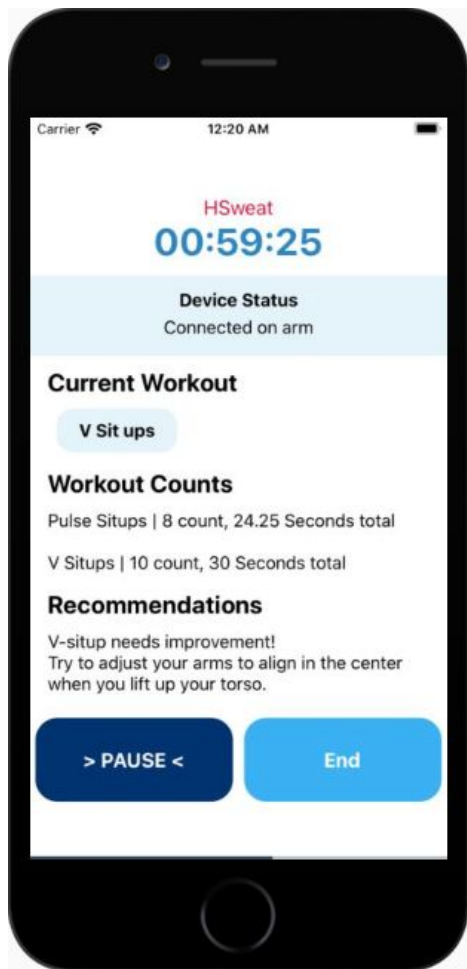 Carrier 12:20 AM
HSweat
00:59:25
Device Status
Connected on arm
Current Workout
V Sit ups
Workout Counts
Pulse Situps | 8 count, 24.25 Seconds total
V Situps | 10 count, 30 Seconds total
Recommendations
V-situp needs improvement!
Try to adjust your arms to align in the center
when you lift up your torso.
> PAUSE < End